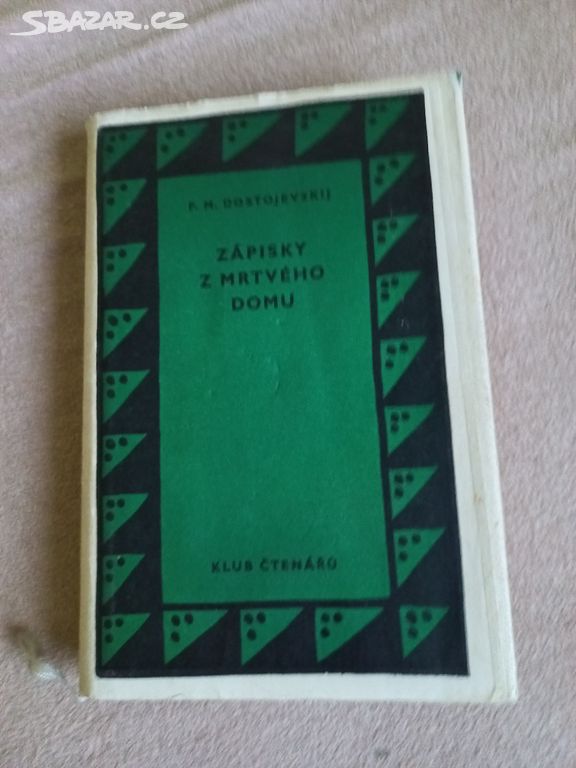 SBAZAR.CZ
F. M. DOSTOJEVSKIJ
ZÁPISKY
Z MRTVÉHO
DOMU
KLUB ČTENÁŘŮ